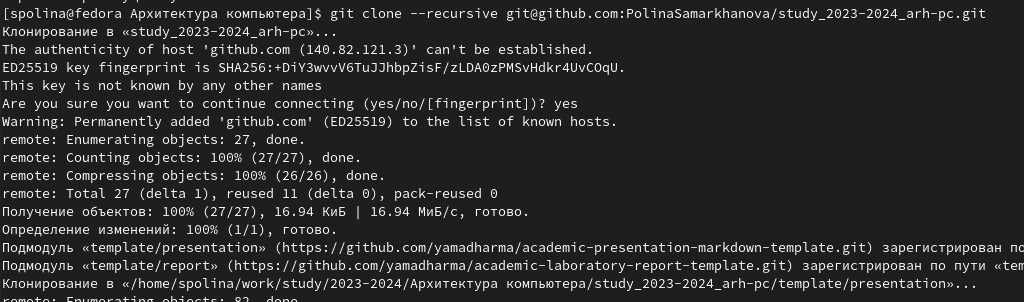 [spolina@fedora Архитектура компьютера]$ git clone --recursive git@github.com:PolinaSamarkhanova/study_2023-2024_arh-pc.git
Клонирование в «study_2023-2024_arh-pc»...
The authenticity of host 'github.com (140.82.121.3)' can't be established.
ED25519 key fingerprint is SHA256:+DiY3wvvV6TuJJhbpZisF/zLDA0zPMSvHdkr4UvCOqU.
This key is not known by any other names
Are you sure you want to continue connecting (yes/no/[fingerprint])? yes
Warning: Permanently added 'github.com' (ED25519) to the list of known hosts.
remote: Enumerating objects: 27, done.
remote: Counting objects: 100% (27/27), done.
remote: Compressing objects: 100% (26/26), done.
remote: Total 27 (delta 1), reused 11 (delta 0), pack-reused 0
Получение объектов: 100% (27/27), 16.94 КиБ | 16.94 МиБ/с, готово.
Определение изменений: 100% (1/1), готово.
Подмодуль «template/presentation» (https://github.com/yamadharma/academic-presentation-markdown-template.git) зарегистрирован по
Подмодуль «template/report» (https://github.com/yamadharma/academic-laboratory-report-template.git) зарегистрирован по пути «tem
Клонирование в «/home/spolina/work/study/2023-2024/Архитектура компьютера/study_2023-2024_arh-pc/template/presentation»...
remote: Enumerating objects: 82, done.